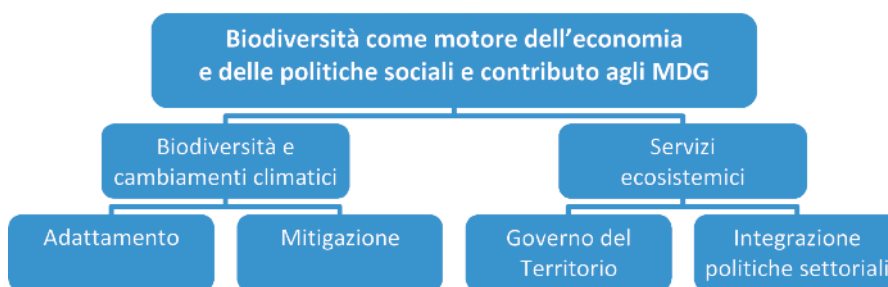 Biodiversità come motore dell’economia
e delle politiche sociali e contributo agli MDG
Biodiversità e
cambiamenti climatici
Servizi
ecosistemici
Adattamento
Mitigazione
Governo del
Territorio
Integrazione
politiche settoriali